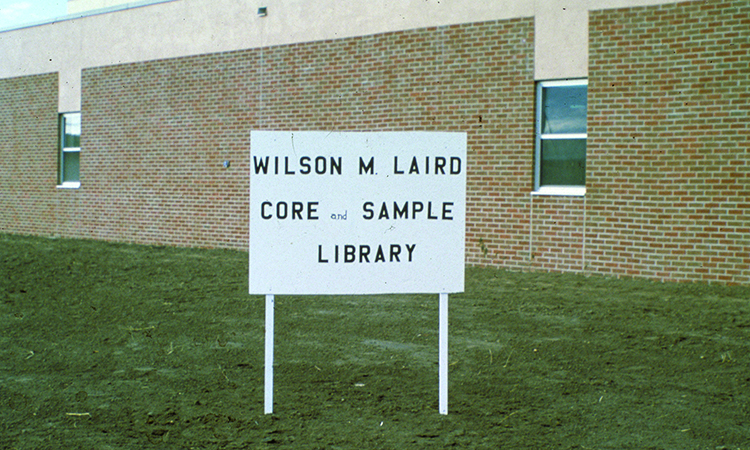 WILSON M. LAIRD
CORE and SAMPLE
LIBRARY